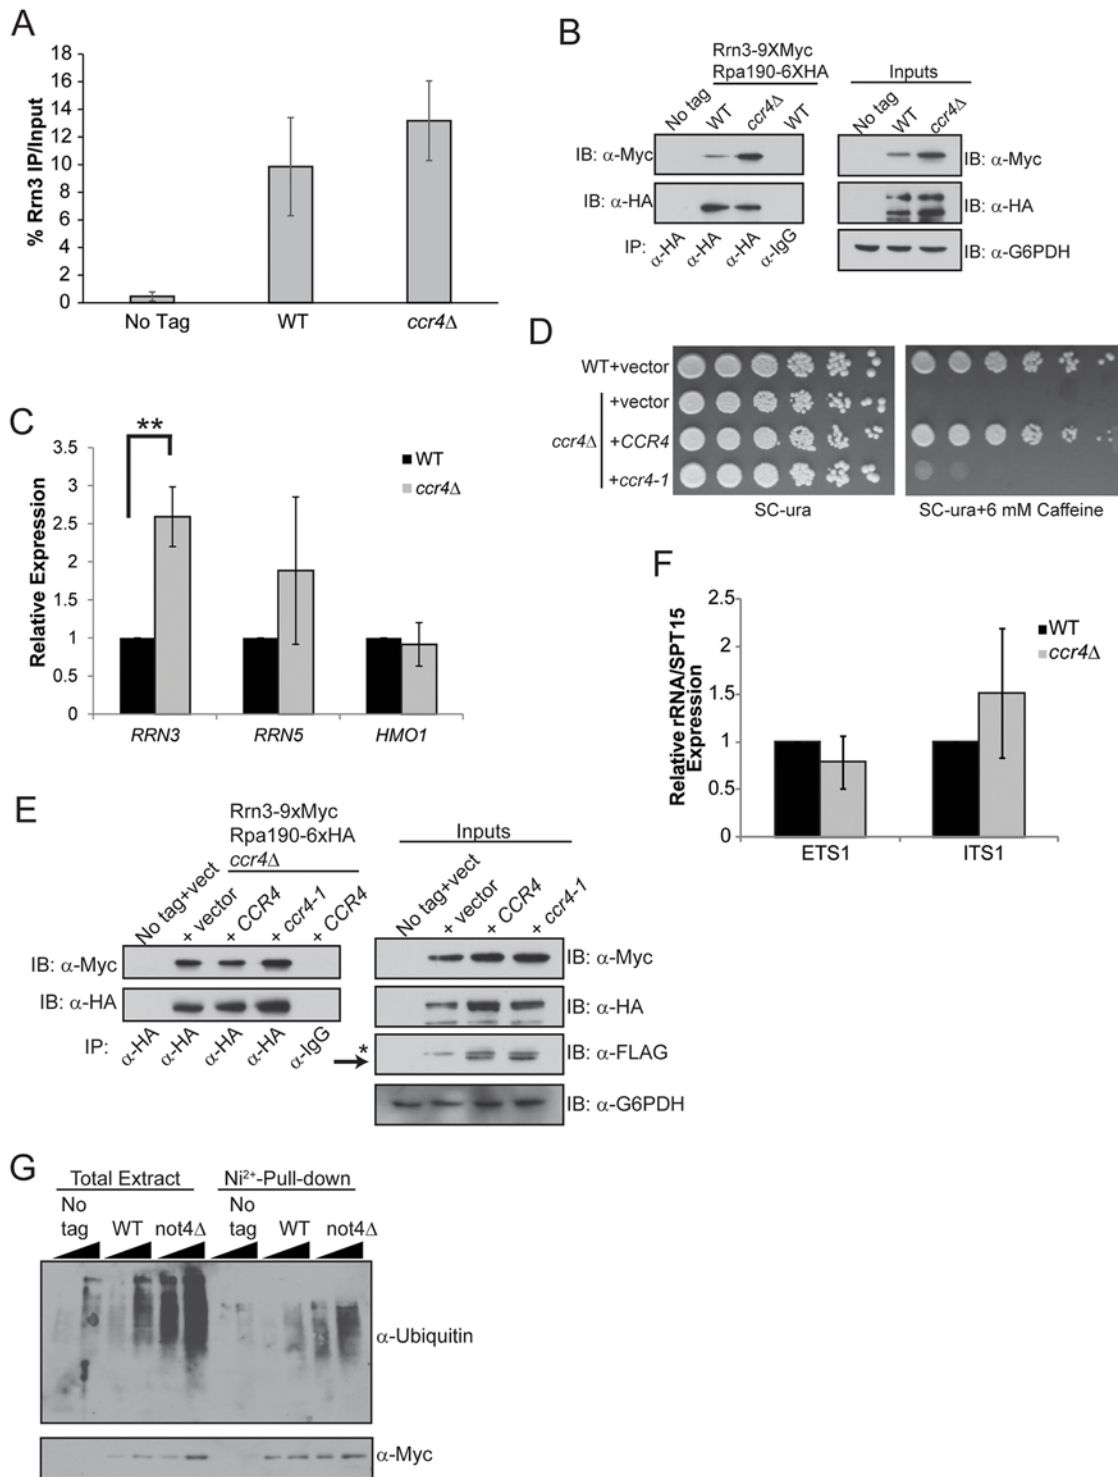 A
% Rrn3 IP/Input
18
16
14
12
10
8
6
4
2
0
No Tag
WT
ccr4Δ
B
Rrn3-9XMyc
Rpa190-6XHA
No tag
WT
ccr4Δ
WT
Inputs
No tag
WT
ccr4Δ
IB: α-Myc
IB: α-Myc
IB: α-HA
IB: α-HA
IP:
α-HA
α-HA
α-HA
α-IgG
IB: α-G6PDH
C
Relative Expression
3.5
3
2.5
2
1.5
1
0.5
0
**
WT
ccr4Δ
RRN3
RRN5
HMO1
D
WT+vector
ccr4Δ
+vector
+CCR4
+ccr4-1
SC-ura
SC-ura+6 mM Caffeine
E
Rrn3-9xMyc
Rpa190-6xHA
ccr4Δ
No tag+vect
+ vector
+ CCR4
+ ccr4-1
+ CCR4
Inputs
No tag+vect
+ vector
+ CCR4
+ ccr4-1
IB: α-Myc
IB: α-Myc
IB: α-HA
IB: α-HA
IP:
α-HA
α-HA
α-HA
α-HA
α-IgG
*
IB: α-FLAG
IB: α-G6PDH
F
Relative rRNA/SPT15
Expression
2.5
2
1.5
1
0.5
0
WT
ccr4Δ
ETS1
ITS1
G
Total Extract
Ni²⁺-Pull-down
No
tag
WT
not4Δ
No
tag
WT
not4Δ
α-Ubiquitin
α-Myc